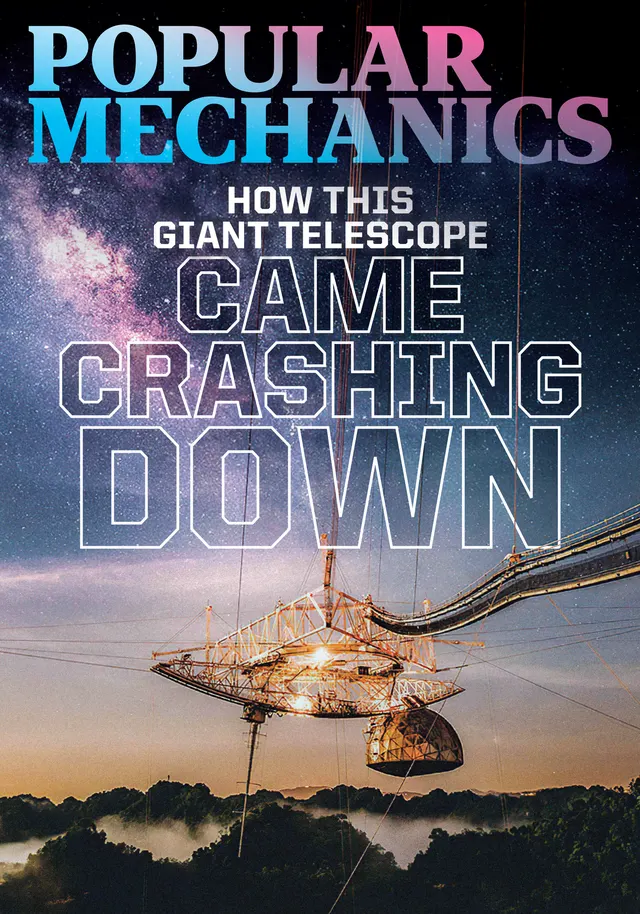 POPULAR
MECHANICS
HOW THIS
GIANT TELESCOPE
CAME
CRASHING
DOWN